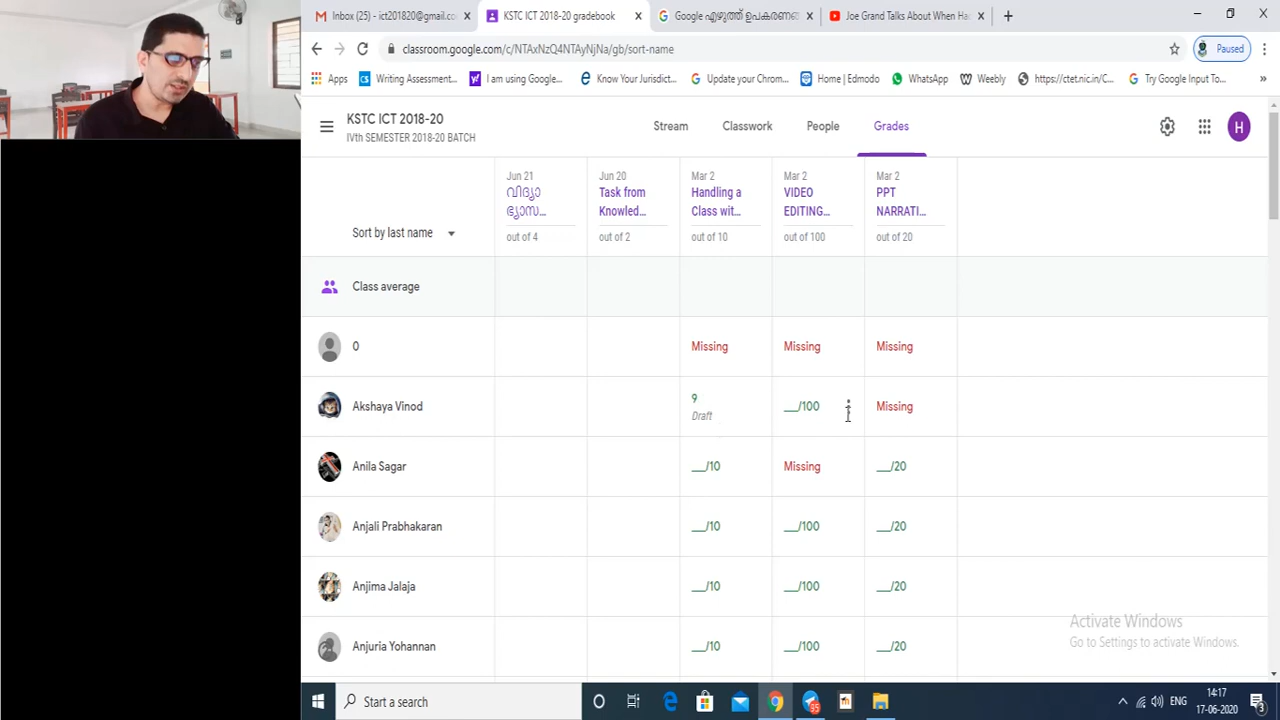 Inbox (25) - ict201820@gmail.co
KSTC ICT 2018-20 gradebook
Google എഴുത്ത് ഉപകരണങ്ങ
Joe Grand Talks About When Ha
classroom.google.com/c/NTAxNzQ4NTAyNjNa/gb/sort-name
Paused
Apps
Writing Assessment...
I am using Google...
Know Your Jurisdict...
Update your Chrom...
Home | Edmodo
WhatsApp
Weebly
https://ctet.nic.in/C...
Try Google Input To...
KSTC ICT 2018-20
IVth SEMESTER 2018-20 BATCH
Stream
Classwork
People
Grades
H
Sort by last name
Jun 21
വിദ്യാ
ഭ്യാസ...
out of 4
Jun 20
Task from
Knowled...
out of 2
Mar 2
Handling a
Class wit...
out of 10
Mar 2
VIDEO
EDITING...
out of 100
Mar 2
PPT
NARRATI...
out of 20
Class average
0 Missing Missing Missing
Akshaya Vinod 9 __/100 Missing
Draft
Anila Sagar __/10 Missing __/20
Anjali Prabhakaran __/10 __/100 __/20
Anjima Jalaja __/10 __/100 __/20
Anjuria Yohannan __/10 __/100 __/20
Activate Windows
Go to Settings to activate Windows.
Start a search
ENG
14:17
17-06-2020